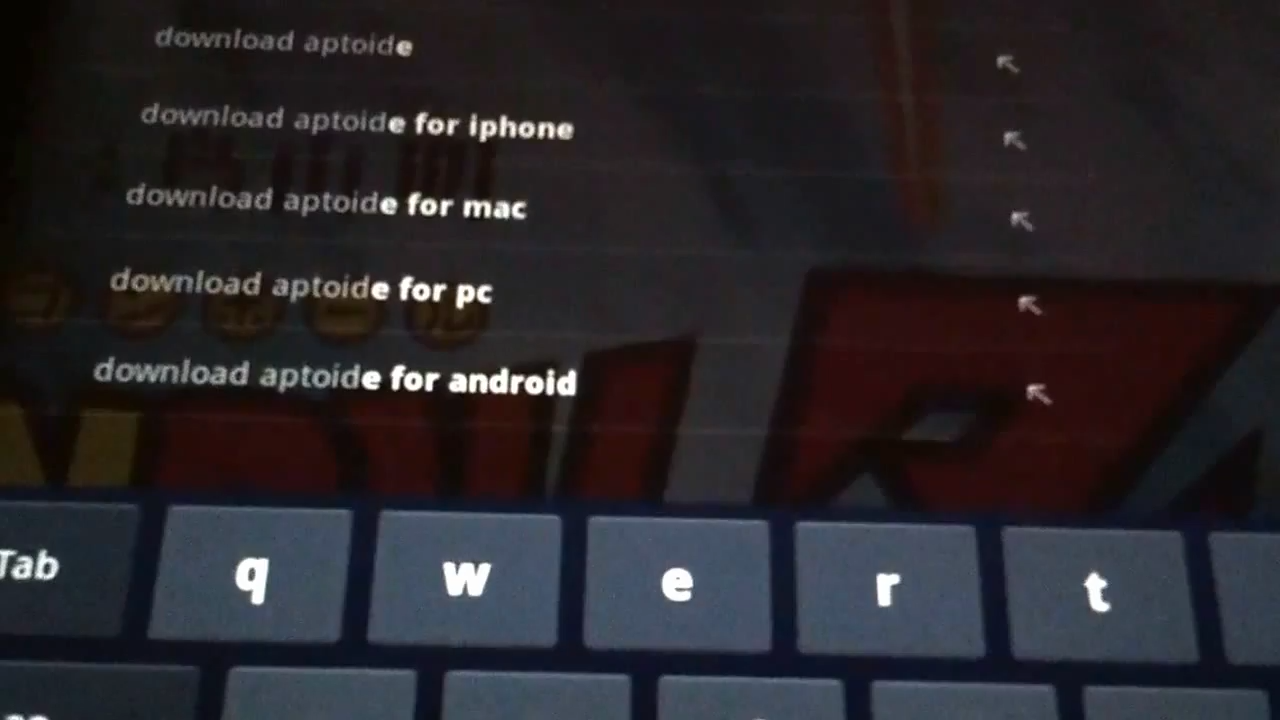 download aptoide
download aptoide for iphone
download aptoide for mac
download aptoide for pc
download aptoide for android
Tab q w e r t